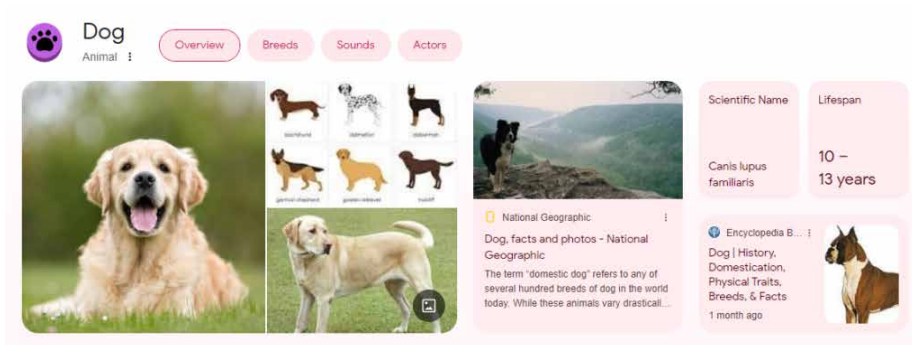 Dog
Animal
Overview
Breeds
Sounds
Actors
dachshund
dalmatian
doberman
german shepherd
golden retriever
mastiff
National Geographic
Dog, facts and photos - National
Geographic
The term "domestic dog" refers to any of
several hundred breeds of dog in the world
today. While these animals vary drasticall...
Scientific Name
Canis lupus
familiaris
Lifespan
10 –
13 years
Encyclopedia B...
Dog | History,
Domestication,
Physical Traits,
Breeds, & Facts
1 month ago